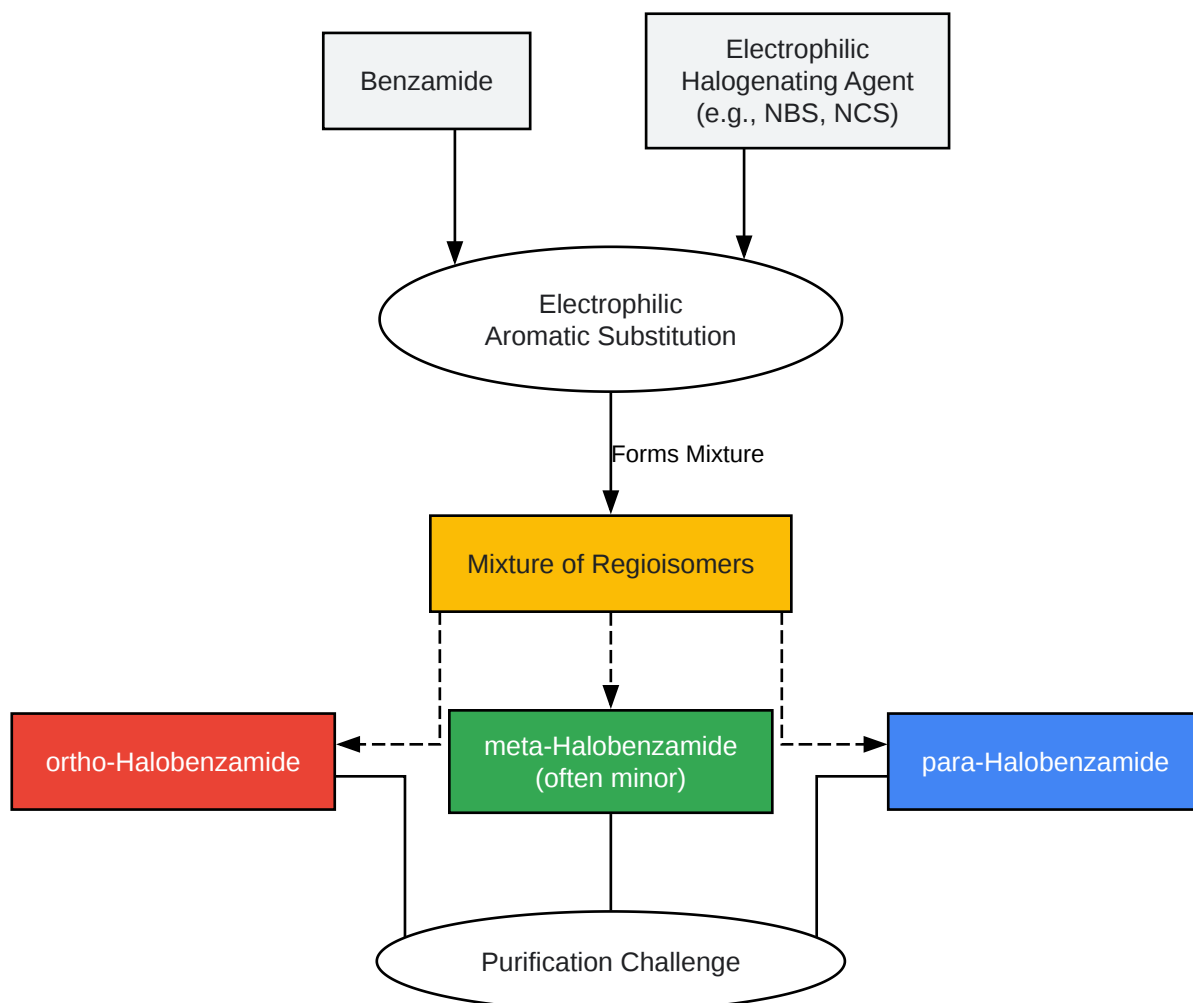 Benzamide
Electrophilic
Halogenating Agent
(e.g., NBS, NCS)
Electrophilic
Aromatic Substitution
Forms Mixture
Mixture of Regioisomers
ortho-Halobenzamide
meta-Halobenzamide
(often minor)
para-Halobenzamide
Purification Challenge